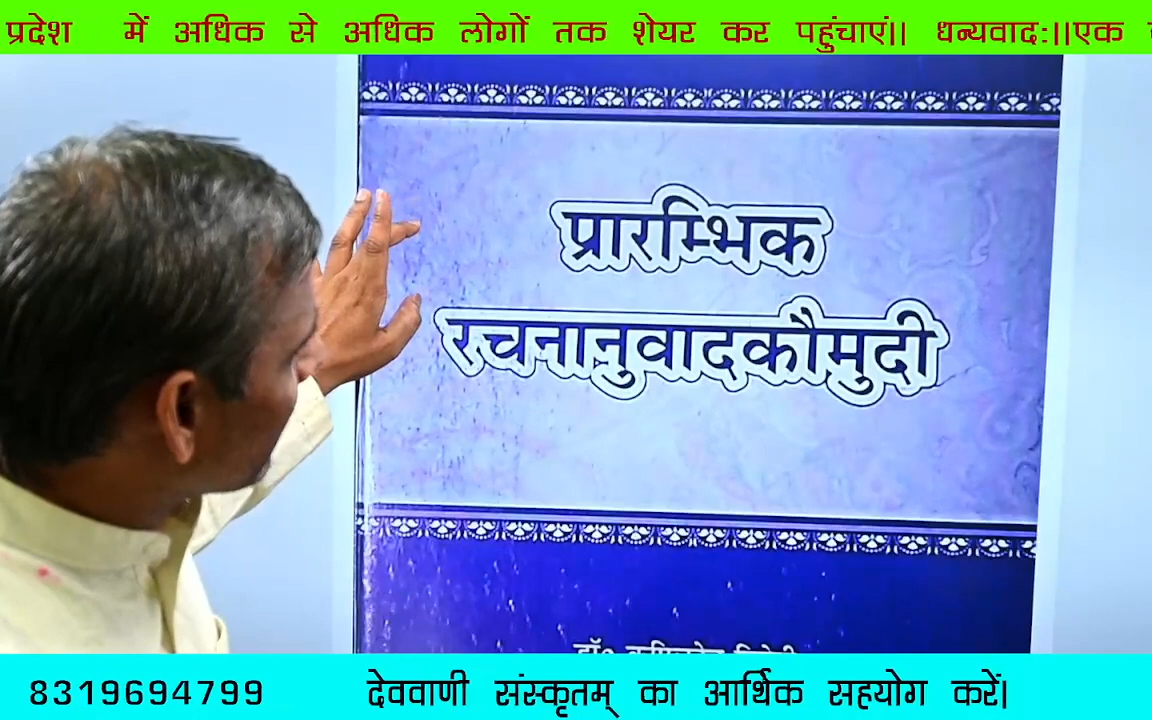 प्रदेश में अधिक से अधिक लोगों तक शेयर कर पहुंचाएं।। धन्यवादः।।एक
प्रारम्भिक
रचनानुवादकौमुदी
डॉ०
8319694799 देववाणी संस्कृतम् का आर्थिक सहयोग करें।